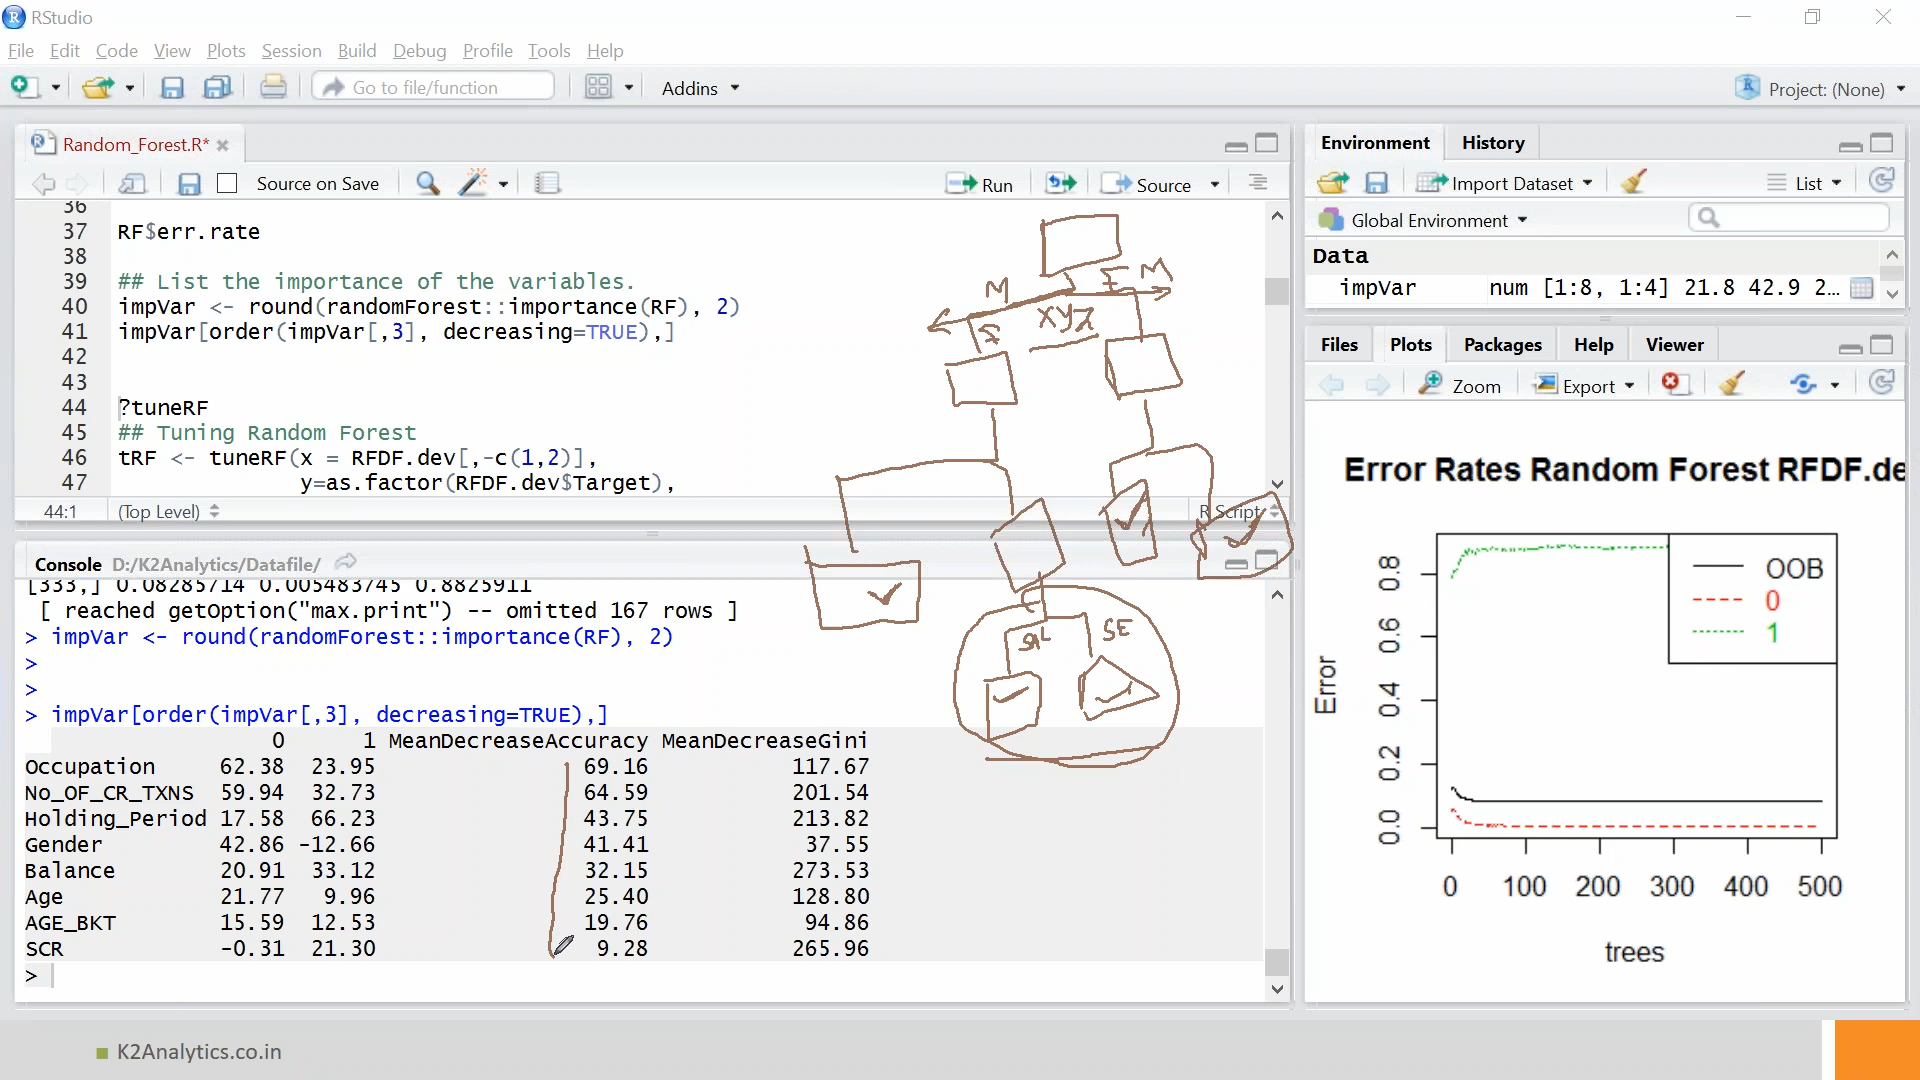 RStudio
File Edit Code View Plots Session Build Debug Profile Tools Help
Go to file/function
Addins
Project: (None)
Random_Forest.R*
Source on Save
Run
Source
36
37 RF$err.rate
38
39 ## List the importance of the variables.
40 impVar <- round(randomForest::importance(RF), 2)
41 impVar[order(impVar[,3], decreasing=TRUE),]
42
43
44 ?tuneRF
45 ## Tuning Random Forest
46 tRF <- tuneRF(x = RFDF.dev[,-c(1,2)],
47 y=as.factor(RFDF.dev$Target),
44:1 (Top Level) R Script
M F M
XYZ
SAL SE
Console D:/K2Analytics/Datafile/
[333,] 0.08285714 0.005483745 0.8825911
[ reached getOption("max.print") -- omitted 167 rows ]
> impVar <- round(randomForest::importance(RF), 2)
>
>
> impVar[order(impVar[,3], decreasing=TRUE),]
0 1 MeanDecreaseAccuracy MeanDecreaseGini
Occupation 62.38 23.95 69.16 117.67
No_OF_CR_TXNS 59.94 32.73 64.59 201.54
Holding_Period 17.58 66.23 43.75 213.82
Gender 42.86 -12.66 41.41 37.55
Balance 20.91 33.12 32.15 273.53
Age 21.77 9.96 25.40 128.80
AGE_BKT 15.59 12.53 19.76 94.86
SCR -0.31 21.30 9.28 265.96
>
Environment History
Import Dataset
List
Global Environment
Data
impVar num [1:8, 1:4] 21.8 42.9 2...
Files Plots Packages Help Viewer
Zoom Export
Error Rates Random Forest RFDF.de
Error
0.0 0.2 0.4 0.6 0.8
OOB
0
1
0 100 200 300 400 500
trees
K2Analytics.co.in